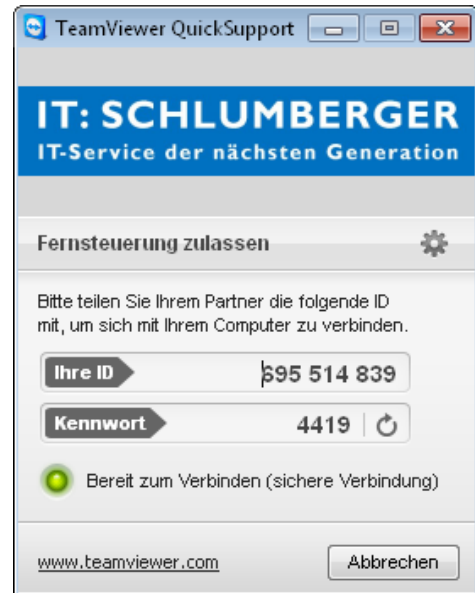 TeamViewer QuickSupport
IT: SCHLUMBERGER
IT-Service der nächsten Generation
Fernsteuerung zulassen
Bitte teilen Sie Ihrem Partner die folgende ID
mit, um sich mit Ihrem Computer zu verbinden.
Ihre ID 695 514 839
Kennwort 4419
Bereit zum Verbinden (sichere Verbindung)
www.teamviewer.com Abbrechen